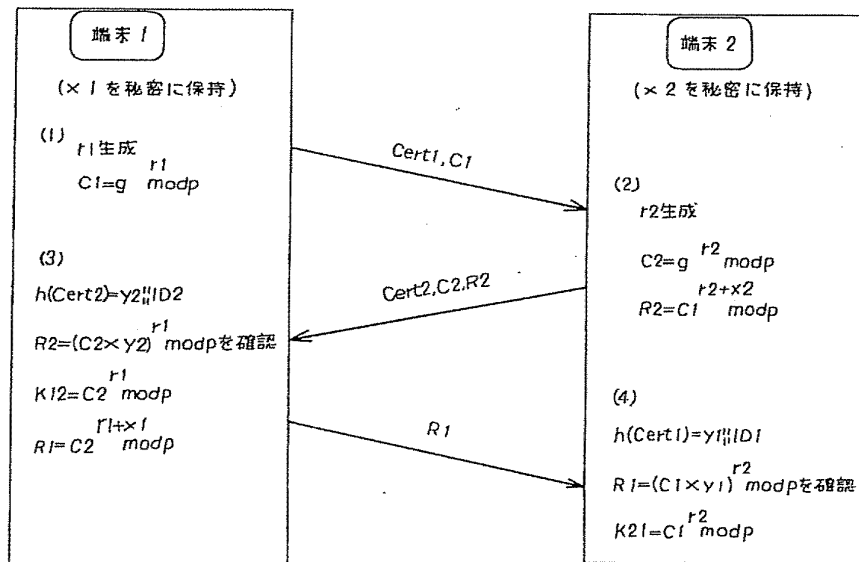 端末1
(x1を秘密に保持)
(1)
r1生成
C1=g^r1 modp
Cert1,C1
端末2
(x2を秘密に保持)
(2)
r2生成
C2=g^r2 modp
R2=C1^r2+x2 modp
Cert2,C2,R2
(3)
h(Cert2)=y2||ID2
R2=(C2×y2)^r1 modpを確認
K12=C2^r1 modp
R1=C2^r1+x1 modp
R1
(4)
h(Cert1)=y1||ID1
R1=(C1×y1)^r2 modpを確認
K21=C1^r2 modp